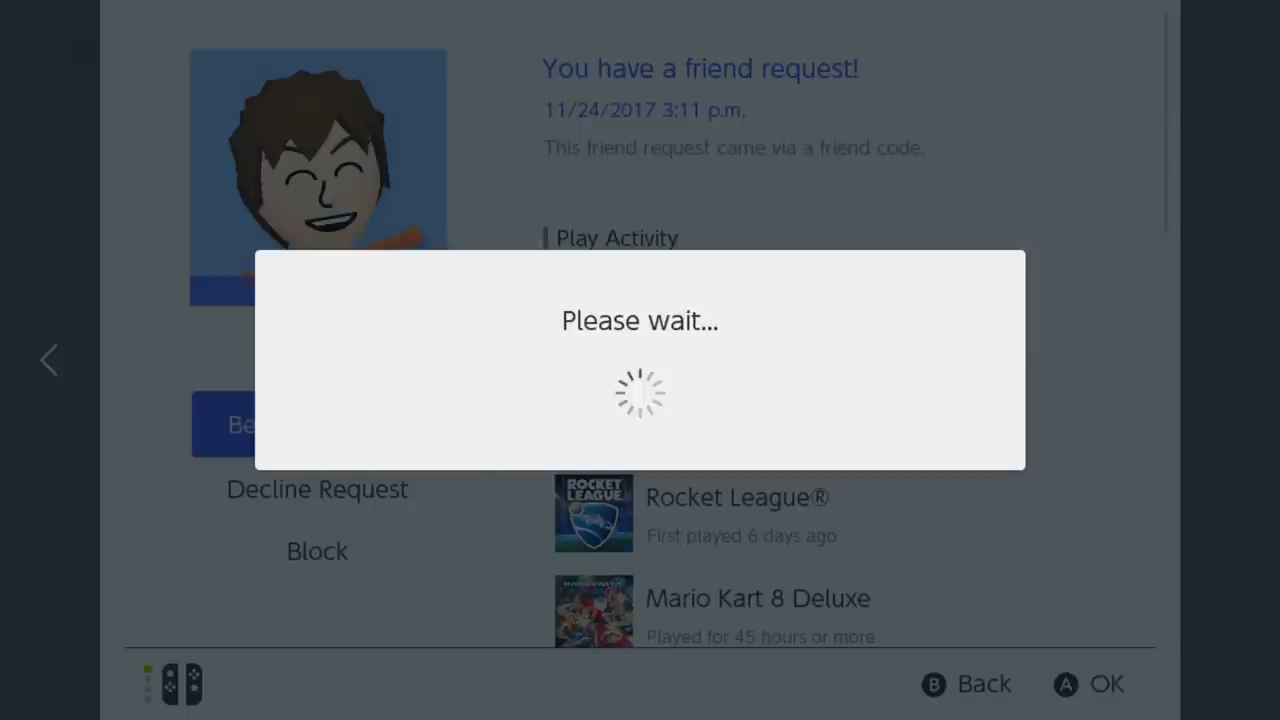 You have a friend request!
11/24/2017 3:11 p.m.
This friend request came via a friend code.
Play Activity
Please wait...
Be
Decline Request
Block
ROCKET
LEAGUE
Rocket League®
First played 6 days ago
Mario Kart 8 Deluxe
Played for 45 hours or more
B Back
A OK